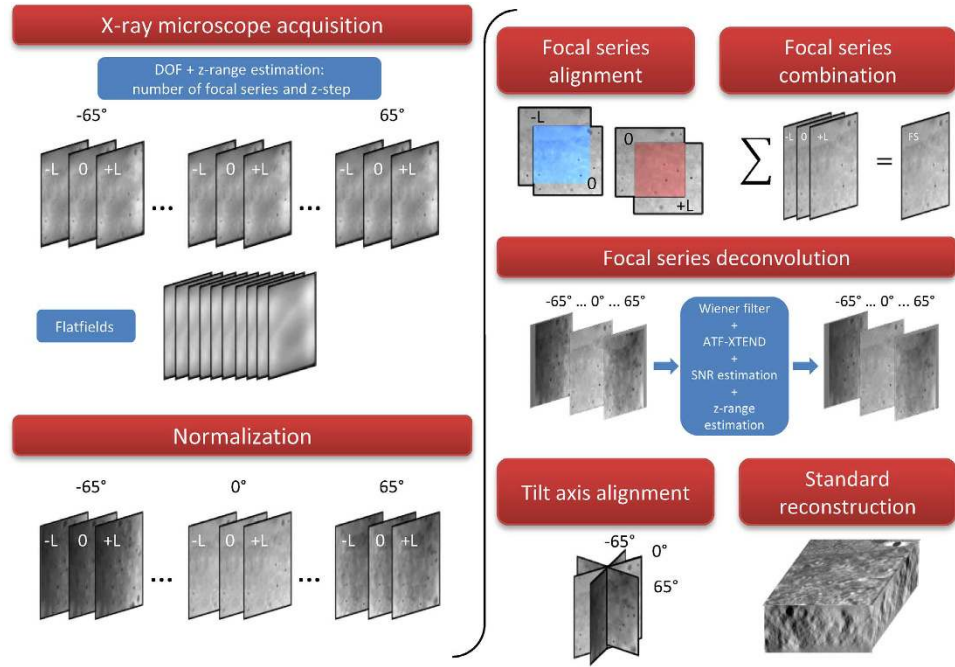 X-ray microscope acquisition
DOF + z-range estimation:
number of focal series and z-step
-65°
65°
-L 0 +L
-L 0 +L
-L 0 +L
...
...
Flatfields
Normalization
-65°
0°
65°
-L 0 +L
-L 0 +L
-L 0 +L
...
...
Focal series
alignment
-L
0
0
+L
Focal series
combination
∑
-L 0 +L
=
FS
Focal series deconvolution
-65° ... 0° ... 65°
Wiener filter
+
ATF-XTEND
+
SNR estimation
+
z-range
estimation
-65° ... 0° ... 65°
Tilt axis alignment
-65°
0°
65°
Standard
reconstruction